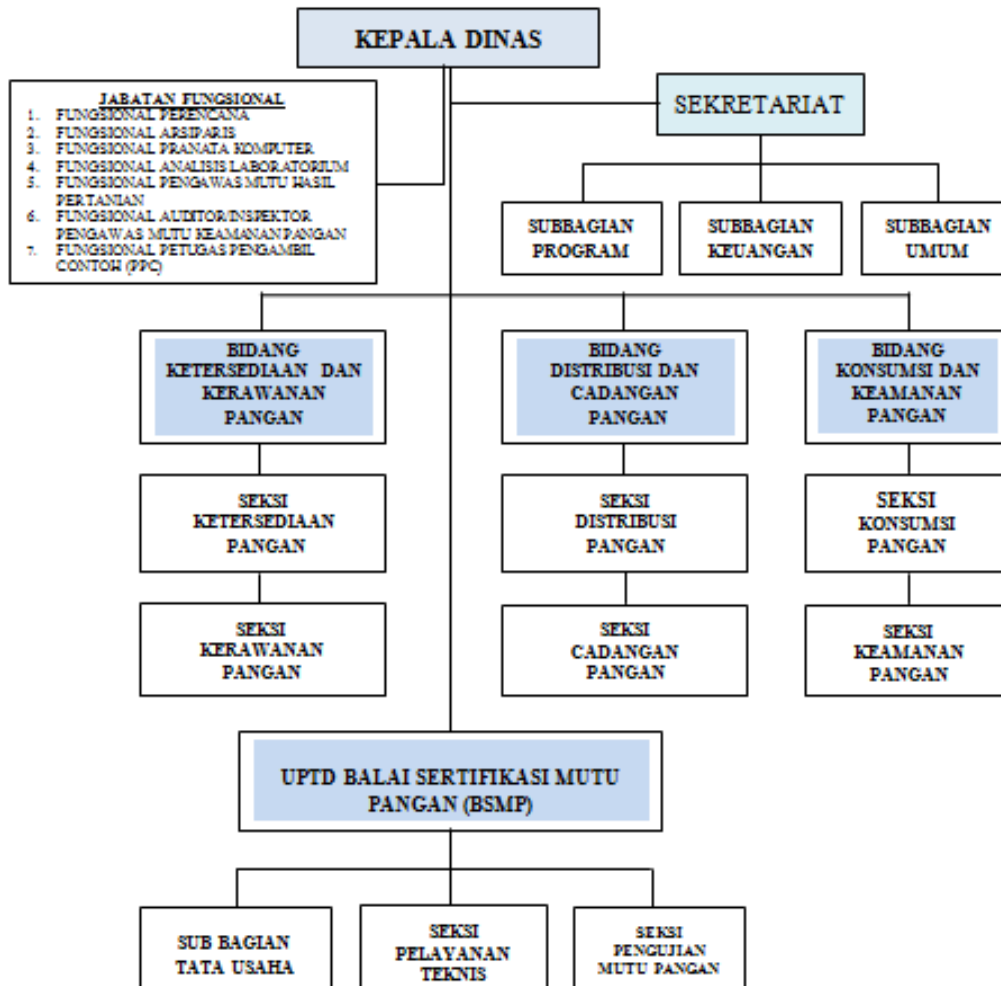 KEPALA DINAS
JABATAN FUNGSIONAL
1. FUNGSIONAL PERENCANA
2. FUNGSIONAL ARSIPARIS
3. FUNGSIONAL PRANATA KOMPUTER
4. FUNGSIONAL ANALISIS LABORATORIUM
5. FUNGSIONAL PENGAWAS MUTU HASIL
PERTANIAN
6. FUNGSIONAL AUDITOR/INSPEKTOR
PENGAWAS MUTU KEAMANAN PANGAN
7. FUNGSIONAL PETUGAS PENGAMBIL
CONTOH (PPC)
SEKRETARIAT
SUBBAGIAN
PROGRAM
SUBBAGIAN
KEUANGAN
SUBBAGIAN
UMUM
BIDANG
KETERSEDIAAN DAN
KERAWANAN
PANGAN
BIDANG
DISTRIBUSI DAN
CADANGAN
PANGAN
BIDANG
KONSUMSI DAN
KEAMANAN
PANGAN
SEKSI
KETERSEDIAAN
PANGAN
SEKSI
DISTRIBUSI
PANGAN
SEKSI
KONSUMSI
PANGAN
SEKSI
KERAWANAN
PANGAN
SEKSI
CADANGAN
PANGAN
SEKSI
KEAMANAN
PANGAN
UPTD BALAI SERTIFIKASI MUTU
PANGAN (BSMP)
SUB BAGIAN
TATA USAHA
SEKSI
PELAYANAN
TEKNIS
SEKSI
PENGUJIAN
MUTU PANGAN